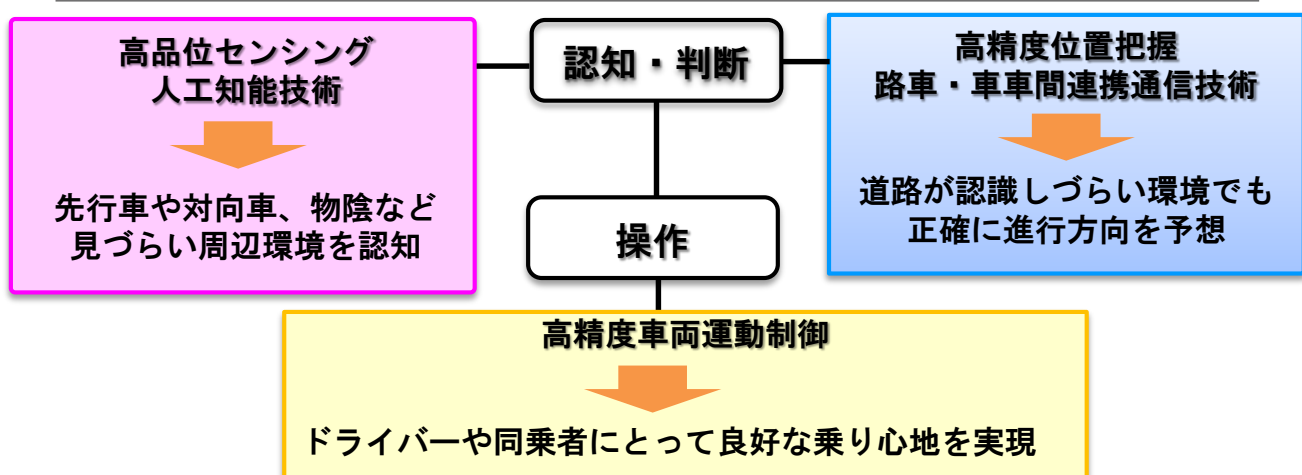 高品位センシング
人工知能技術
先行車や対向車、物陰など
見づらい周辺環境を認知
認知・判断
操作
高精度位置把握
路車・車車間連携通信技術
道路が認識しづらい環境でも
正確に進行方向を予想
高精度車両運動制御
ドライバーや同乗者にとって良好な乗り心地を実現